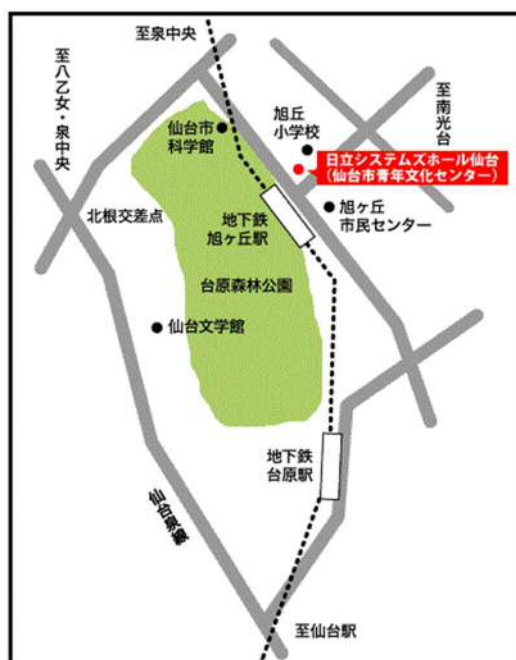 至泉中央
至八乙女・泉中央
仙台市
科学館
旭丘
小学校
至南光台
日立システムズホール仙台
（仙台市青年文化センター）
北根交差点
地下鉄
旭ヶ丘駅
旭ヶ丘
市民センター
台原森林公園
仙台文学館
地下鉄
台原駅
仙台泉線
至仙台駅